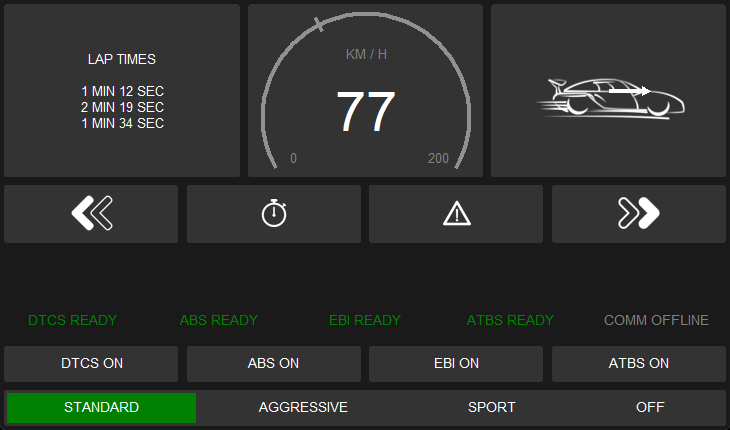 LAP TIMES
1 MIN 12 SEC
2 MIN 19 SEC
1 MIN 34 SEC
KM / H
77
0 200
DTCS READY ABS READY EBI READY ATBS READY COMM OFFLINE
DTCS ON ABS ON EBI ON ATBS ON
STANDARD AGGRESSIVE SPORT OFF